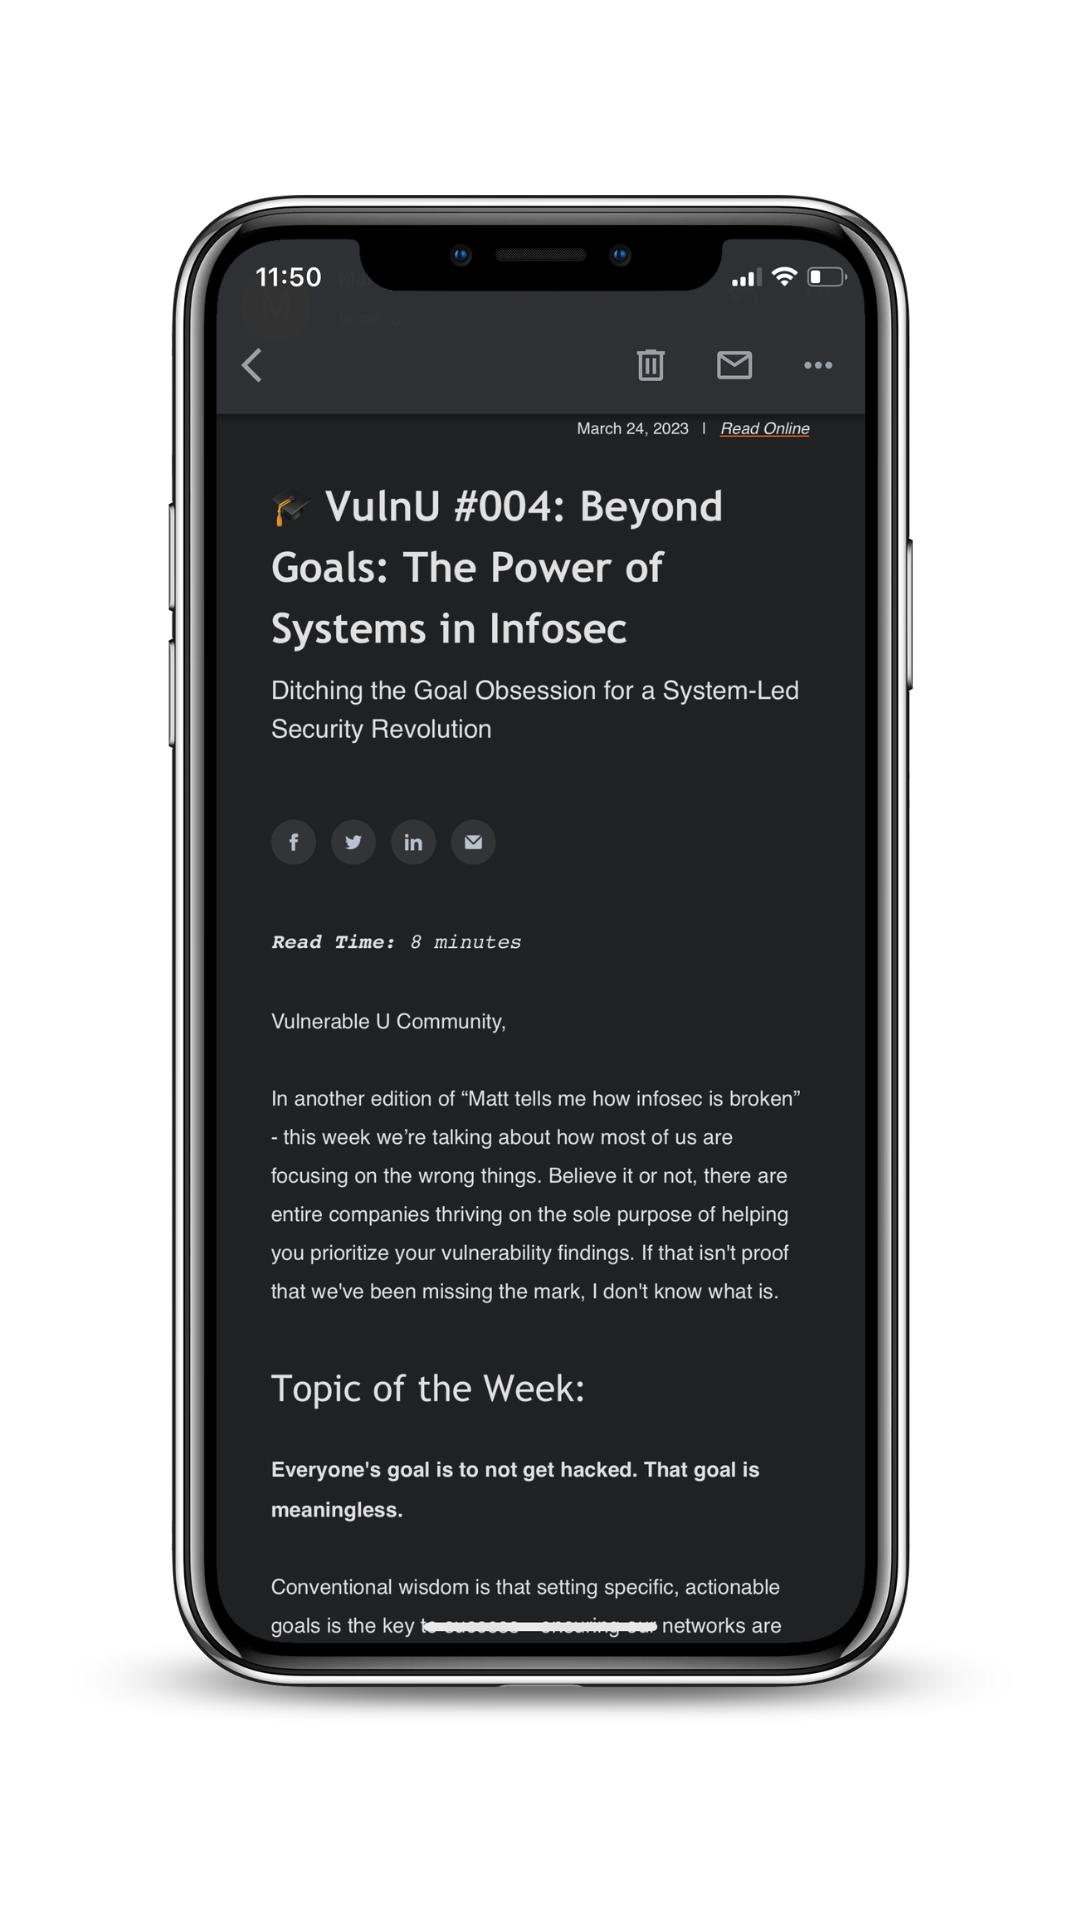 11:50
March 24, 2023 | Read Online
🎓 VulnU #004: Beyond
Goals: The Power of
Systems in Infosec
Ditching the Goal Obsession for a System-Led
Security Revolution
Read Time: 8 minutes
Vulnerable U Community,
In another edition of “Matt tells me how infosec is broken”
- this week we’re talking about how most of us are
focusing on the wrong things. Believe it or not, there are
entire companies thriving on the sole purpose of helping
you prioritize your vulnerability findings. If that isn't proof
that we've been missing the mark, I don't know what is.
Topic of the Week:
Everyone's goal is to not get hacked. That goal is
meaningless.
Conventional wisdom is that setting specific, actionable
goals is the key to success - ensuring our networks are